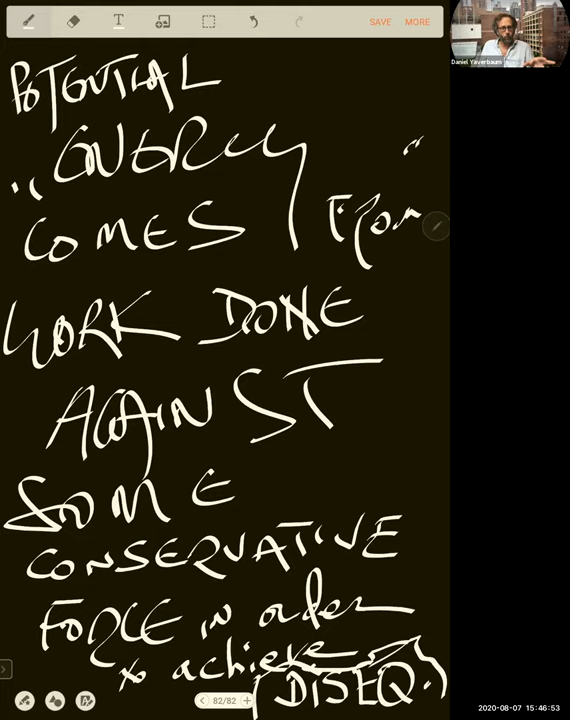 T
SAVE MORE
POTENTIAL
ENERGY
" COMES FROM "
WORK DONE
AGAINST
SOME
CONSERVATIVE
FORCE in order
to achieve
(DISEQ.)
82/82
Daniel Yaverbaum
2020-08-07 15:46:53